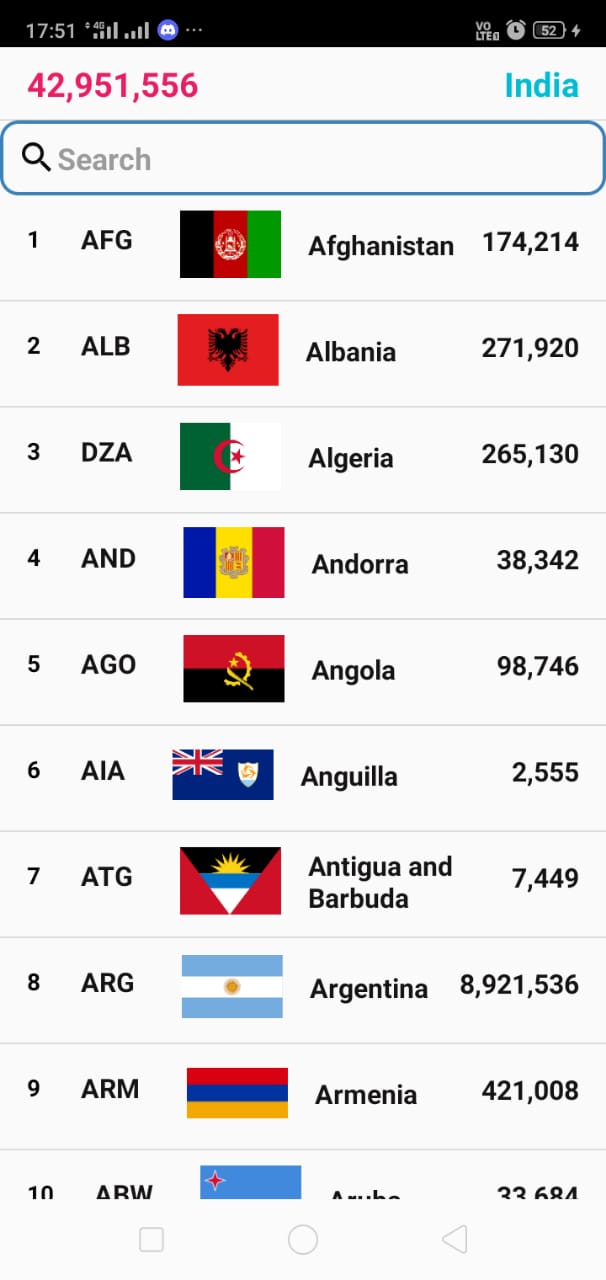 17:51 4G VO LTE 52
42,951,556 India
Search
1 AFG Afghanistan 174,214
2 ALB Albania 271,920
3 DZA Algeria 265,130
4 AND Andorra 38,342
5 AGO Angola 98,746
6 AIA Anguilla 2,555
7 ATG Antigua and
Barbuda 7,449
8 ARG Argentina 8,921,536
9 ARM Armenia 421,008
10 ABW Aruba 33,684